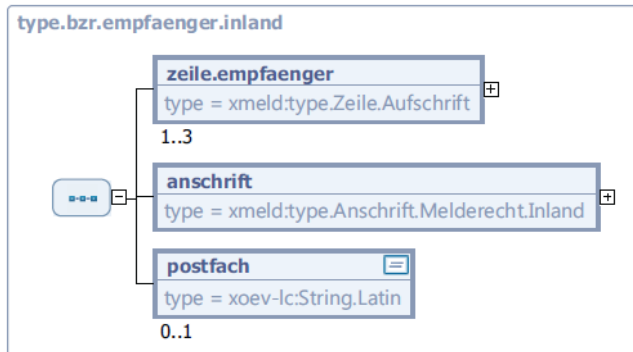 type.bzr.empfaenger.inland
zeile.empfaenger
type = xmeld:type.Zeile.Aufschrift
1..3
anschrift
type = xmeld:type.Anschrift.Melderecht.Inland
postfach
type = xoev-lc:String.Latin
0..1